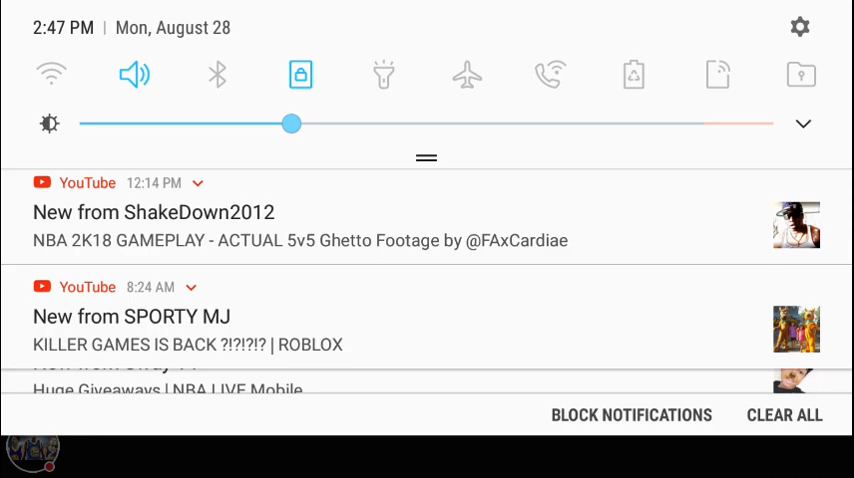 2:47 PM | Mon, August 28
YouTube 12:14 PM
New from ShakeDown2012
NBA 2K18 GAMEPLAY - ACTUAL 5v5 Ghetto Footage by @FAxCardiae
YouTube 8:24 AM
New from SPORTY MJ
KILLER GAMES IS BACK ?!?!?!? | ROBLOX
New from
Huge Giveaways | NBA LIVE Mobile
BLOCK NOTIFICATIONS CLEAR ALL